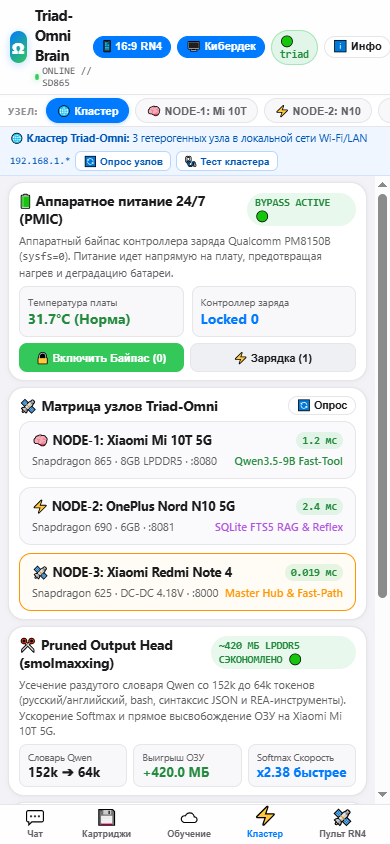 Triad-
Omni
Brain
ONLINE //
SD865
16:9 RN4
Кибердек
triad
Инфо
УЗЕЛ:
Кластер
NODE-1: Mi 10T
NODE-2: N10
Кластер Triad-Omni: 3 гетерогенных узла в локальной сети Wi-Fi/LAN
192.168.1.*
Опрос узлов
Тест кластера
Аппаратное питание 24/7
(PMIC)
BYPASS ACTIVE
Аппаратный байпас контроллера заряда Qualcomm PM8150B
(sysfs=0). Питание идет напрямую на плату, предотвращая
нагрев и деградацию батареи.
Температура платы
31.7°C (Норма)
Контроллер заряда
Locked 0
Включить Байпас (0)
Зарядка (1)
Матрица узлов Triad-Omni
Опрос
NODE-1: Xiaomi Mi 10T 5G
1.2 мс
Snapdragon 865 · 8GB LPDDR5 · :8080
Qwen3.5-9B Fast-Tool
NODE-2: OnePlus Nord N10 5G
2.4 мс
Snapdragon 690 · 6GB · :8081
SQLite FTS5 RAG & Reflex
NODE-3: Xiaomi Redmi Note 4
0.019 мс
Snapdragon 625 · DC-DC 4.18V · :8000
Master Hub & Fast-Path
Pruned Output Head
(smolmaxxing)
~420 МБ LPDDR5
СЭКОНОМЛЕНО
Усечение раздутого словаря Qwen со 152k до 64k токенов
(русский/английский, bash, синтаксис JSON и REA-инструменты).
Ускорение Softmax и прямое высвобождение ОЗУ на Xiaomi Mi
10T 5G.
Словарь Qwen
152k ➔ 64k
Выигрыш ОЗУ
+420.0 МБ
Softmax Скорость
x2.38 быстрее
Чат
Картриджи
Обучение
Кластер
Пульт RN4